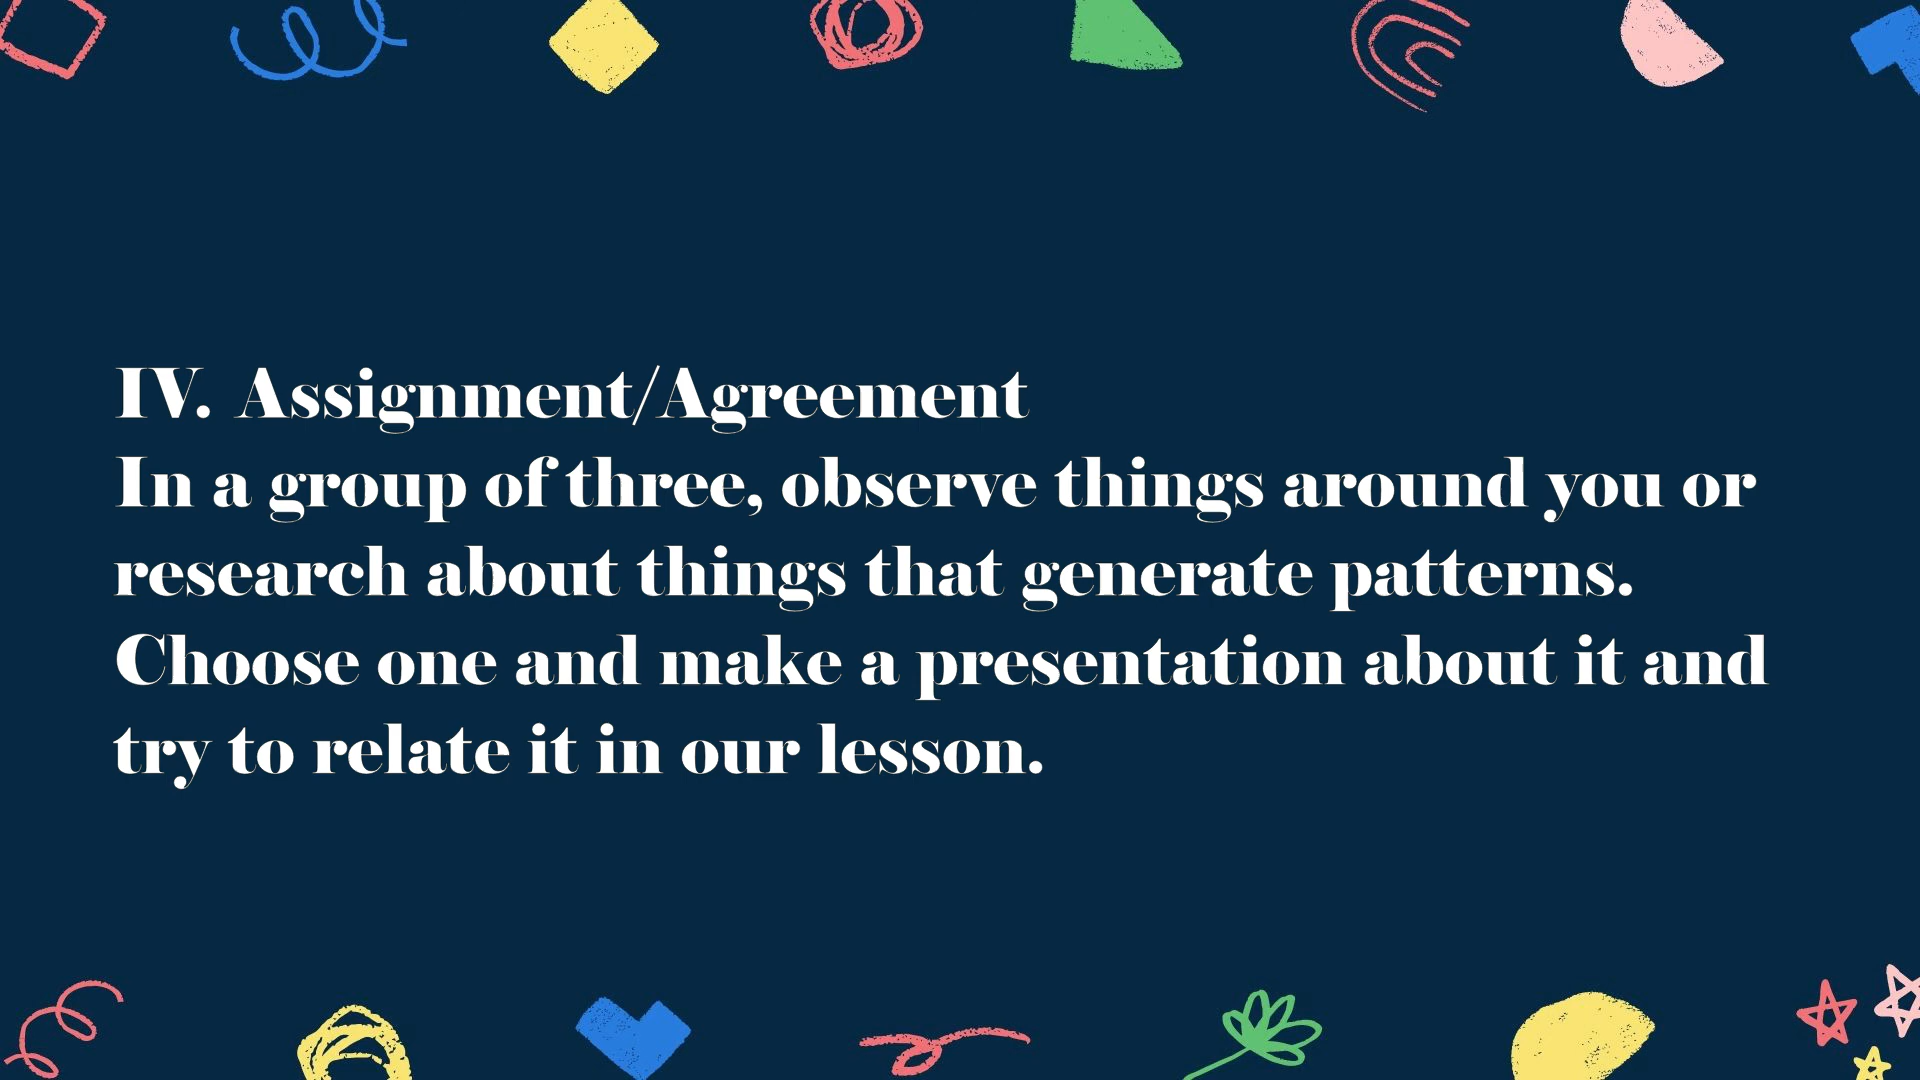 IV. Assignment/Agreement
In a group of three, observe things around you or
research about things that generate patterns.
Choose one and make a presentation about it and
try to relate it in our lesson.